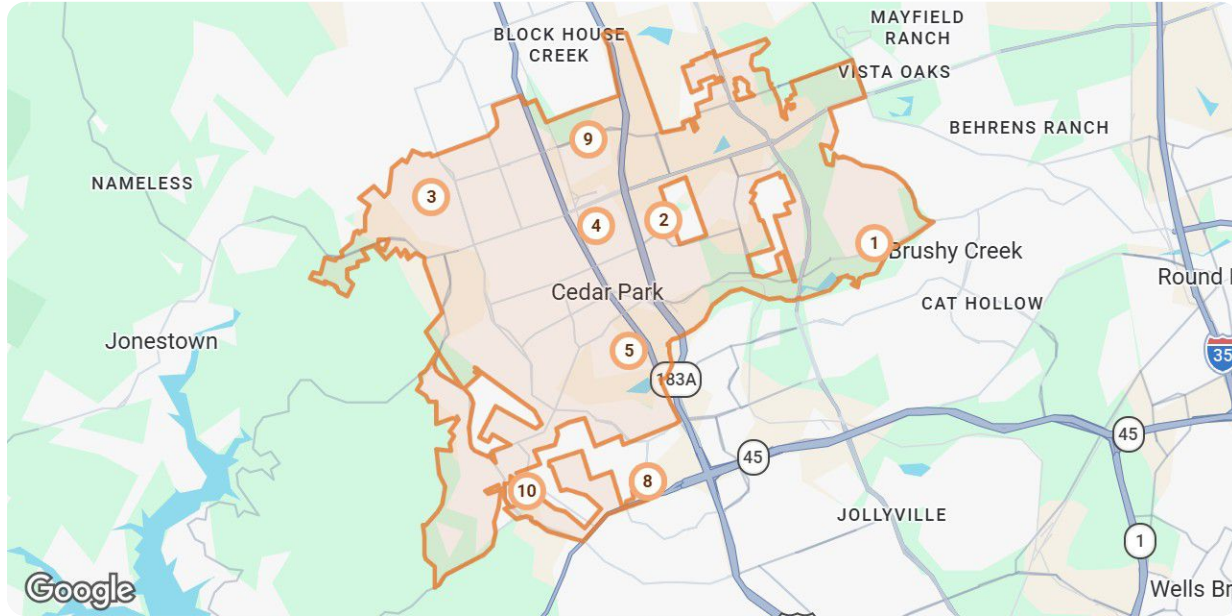 MAYFIELD
RANCH
BLOCK HOUSE
CREEK
VISTA OAKS
BEHRENS RANCH
9
NAMELESS
3
2
4
1
Brushy Creek
Round
Cedar Park
CAT HOLLOW
Jonestown
5
35
183A
45
45
8
10
JOLLYVILLE
1
Google
Wells Br